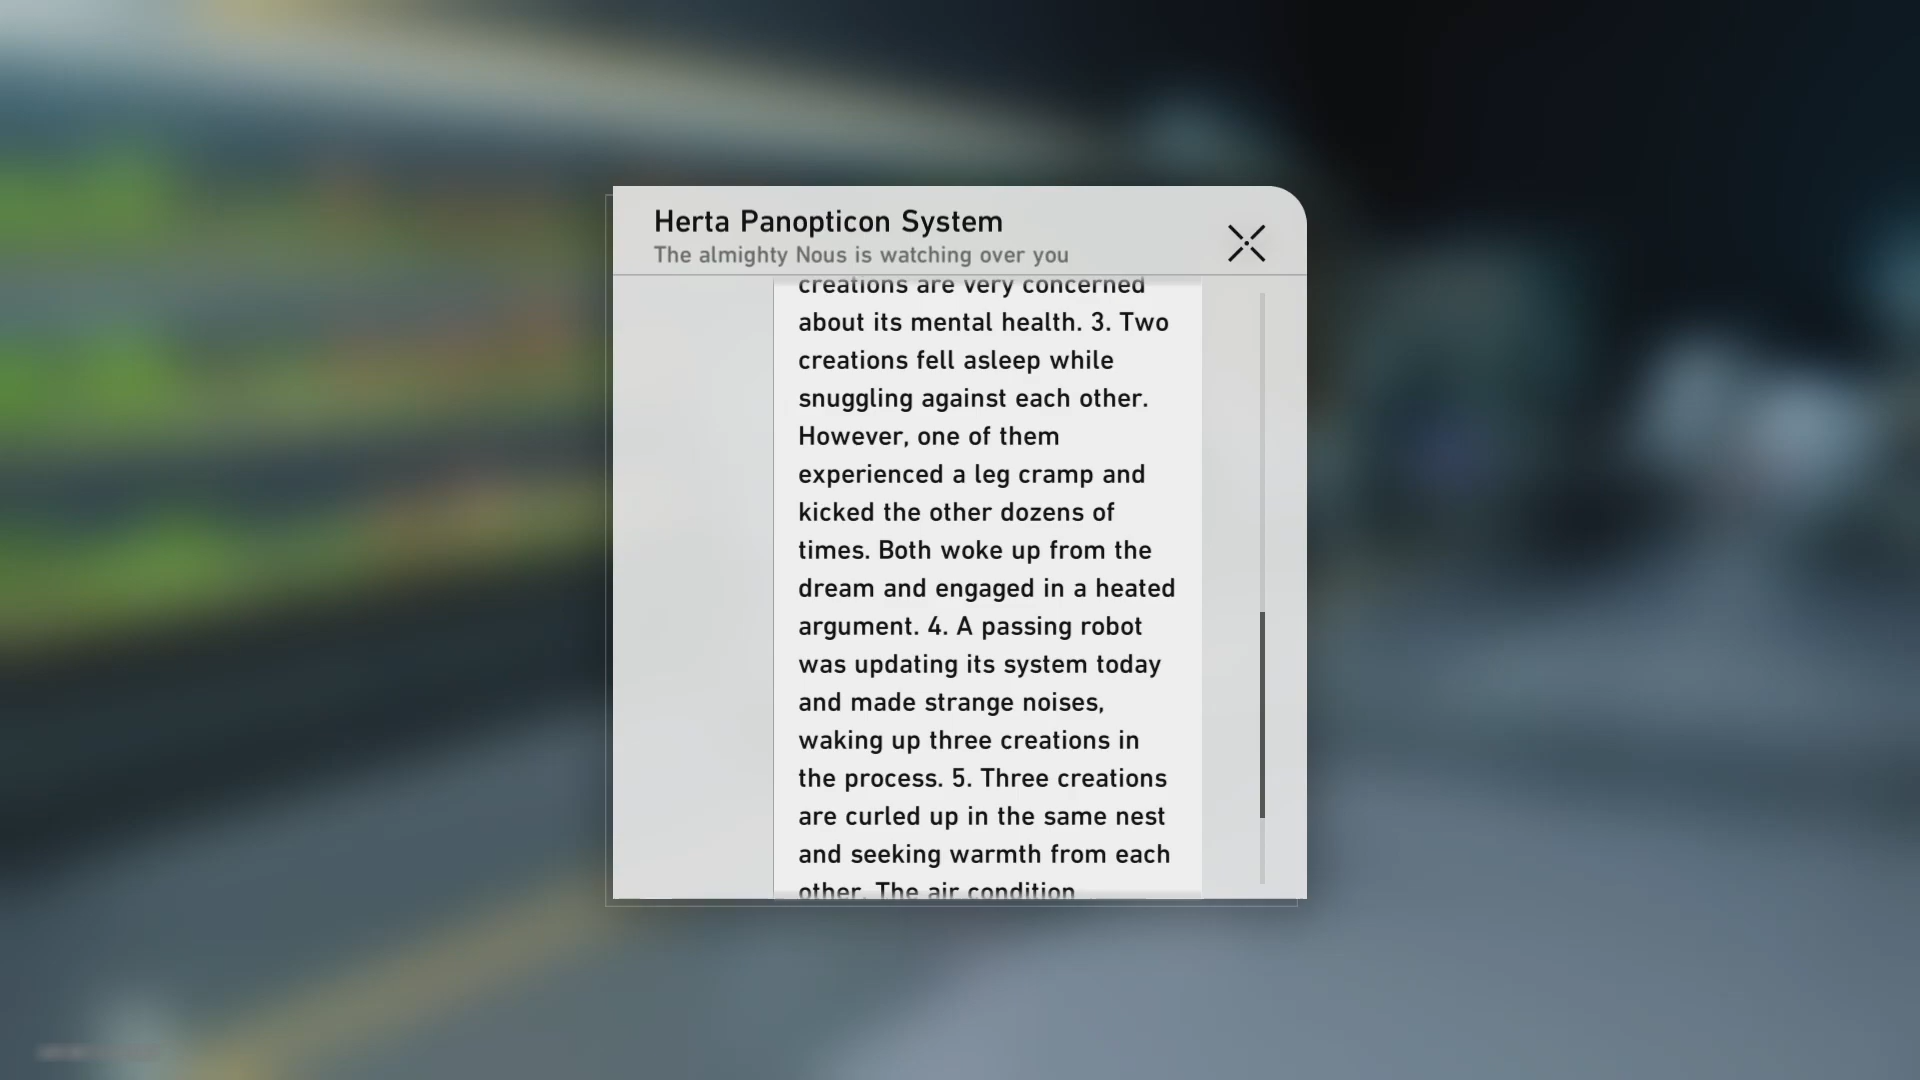 Herta Panopticon System
The almighty Nous is watching over you
creations are very concerned
about its mental health. 3. Two
creations fell asleep while
snuggling against each other.
However, one of them
experienced a leg cramp and
kicked the other dozens of
times. Both woke up from the
dream and engaged in a heated
argument. 4. A passing robot
was updating its system today
and made strange noises,
waking up three creations in
the process. 5. Three creations
are curled up in the same nest
and seeking warmth from each
other. The air condition